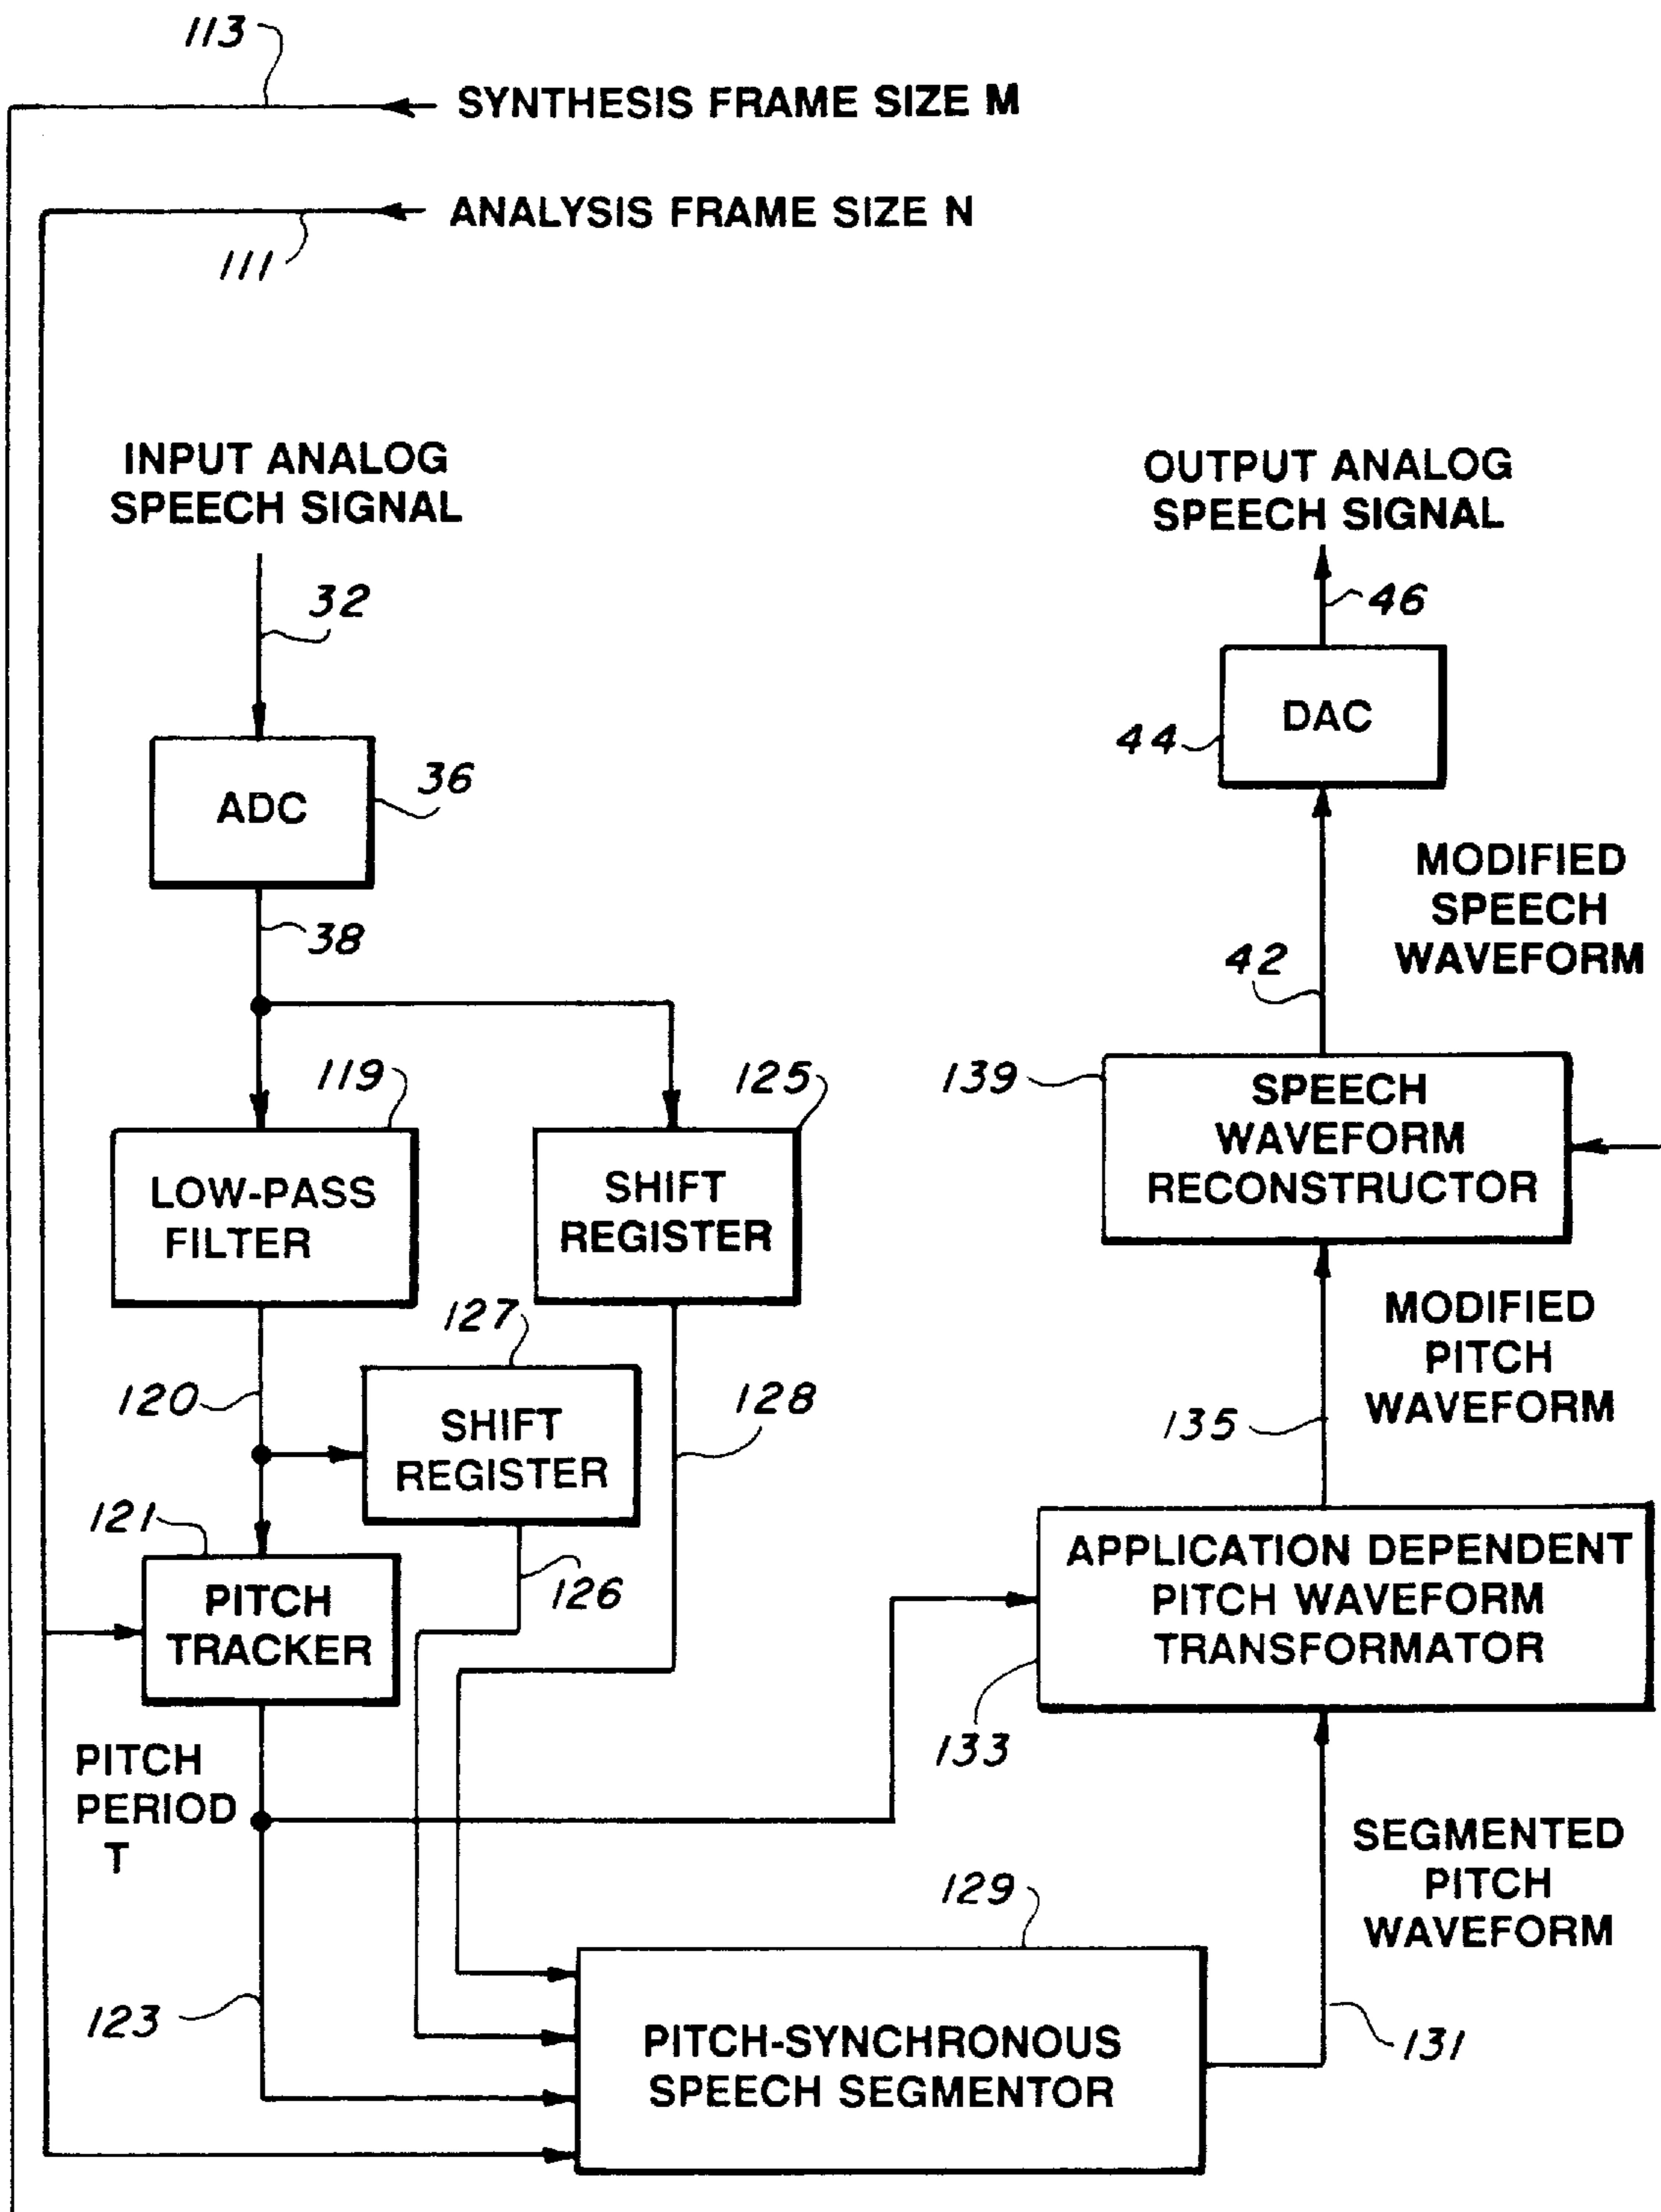 113
SYNTHESIS FRAME SIZE M
ANALYSIS FRAME SIZE N
111
INPUT ANALOG
SPEECH SIGNAL
32
ADC
36
38
119
LOW-PASS
FILTER
125
SHIFT
REGISTER
127
SHIFT
REGISTER
120
128
126
121
PITCH
TRACKER
PITCH
PERIOD
T
123
129
PITCH-SYNCHRONOUS
SPEECH SEGMENTOR
131
SEGMENTED
PITCH
WAVEFORM
133
APPLICATION DEPENDENT
PITCH WAVEFORM
TRANSFORMATOR
135
MODIFIED
PITCH
WAVEFORM
139
SPEECH
WAVEFORM
RECONSTRUCTOR
42
MODIFIED
SPEECH
WAVEFORM
44
DAC
46
OUTPUT ANALOG
SPEECH SIGNAL